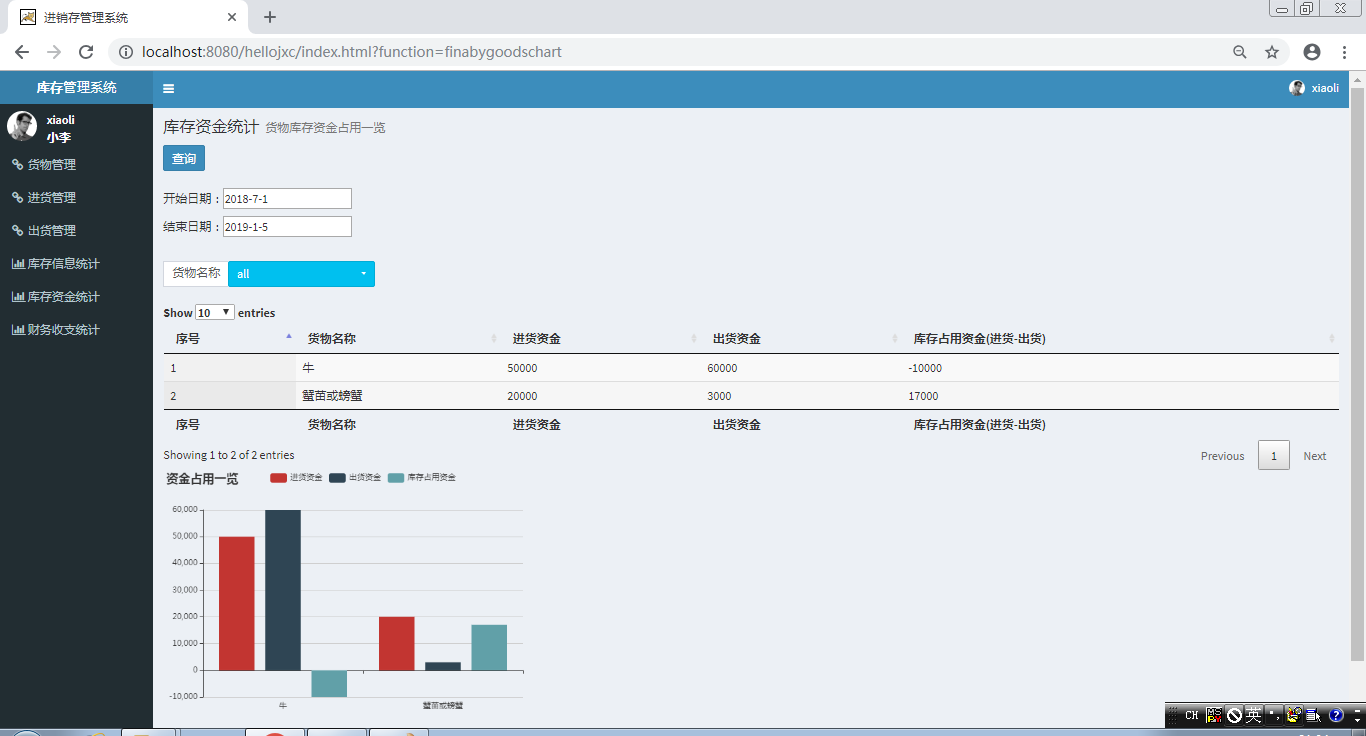 进销存管理系统
localhost:8080/hellojxc/index.html?function=finabygoodschart
库存管理系统
xiaoli
xiaoli
小李
货物管理
进货管理
出货管理
库存信息统计
库存资金统计
财务收支统计
库存资金统计 货物库存资金占用一览
查询
开始日期：2018-7-1
结束日期：2019-1-5
货物名称 all
Show 10 entries
序号 货物名称 进货资金 出货资金 库存占用资金(进货-出货)
1 牛 50000 60000 -10000
2 蟹苗或螃蟹 20000 3000 17000
序号 货物名称 进货资金 出货资金 库存占用资金(进货-出货)
Showing 1 to 2 of 2 entries
Previous 1 Next
资金占用一览 进货资金 出货资金 库存占用资金
60,000
50,000
40,000
30,000
20,000
10,000
0
-10,000
牛 蟹苗或螃蟹
CH 英